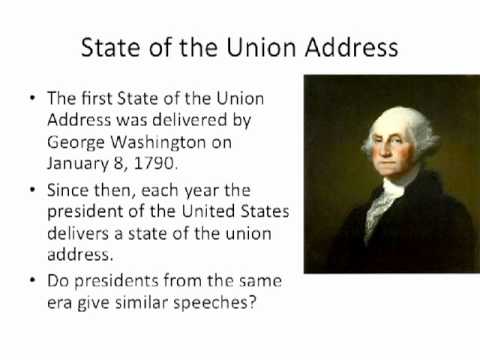 State of the Union Address
• The first State of the Union
Address was delivered by
George Washington on
January 8, 1790.
• Since then, each year the
president of the United States
delivers a state of the union
address.
• Do presidents from the same
era give similar speeches?